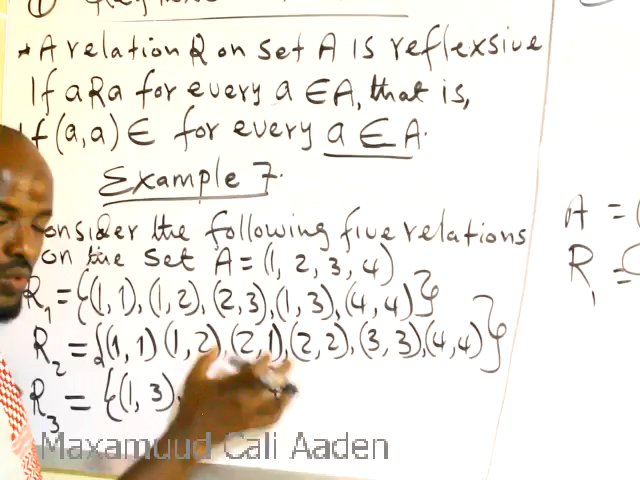 ①
* A relation R on set A is reflexsive
If aRa for every a ∈ A, that is,
if (a,a) ∈ for every a ∈ A.
Example 7.
onsider the following five relations
on the set A = (1, 2, 3, 4)
R₁ = {(1,1),(1,2),(2,3),(1,3),(4,4)}
R₂ = {(1,1)(1,2),(2,1),(2,2),(3,3),(4,4)}
R₃ = {(1,3),
A = (
R₁ = {
Maxamuud Cali Aaden